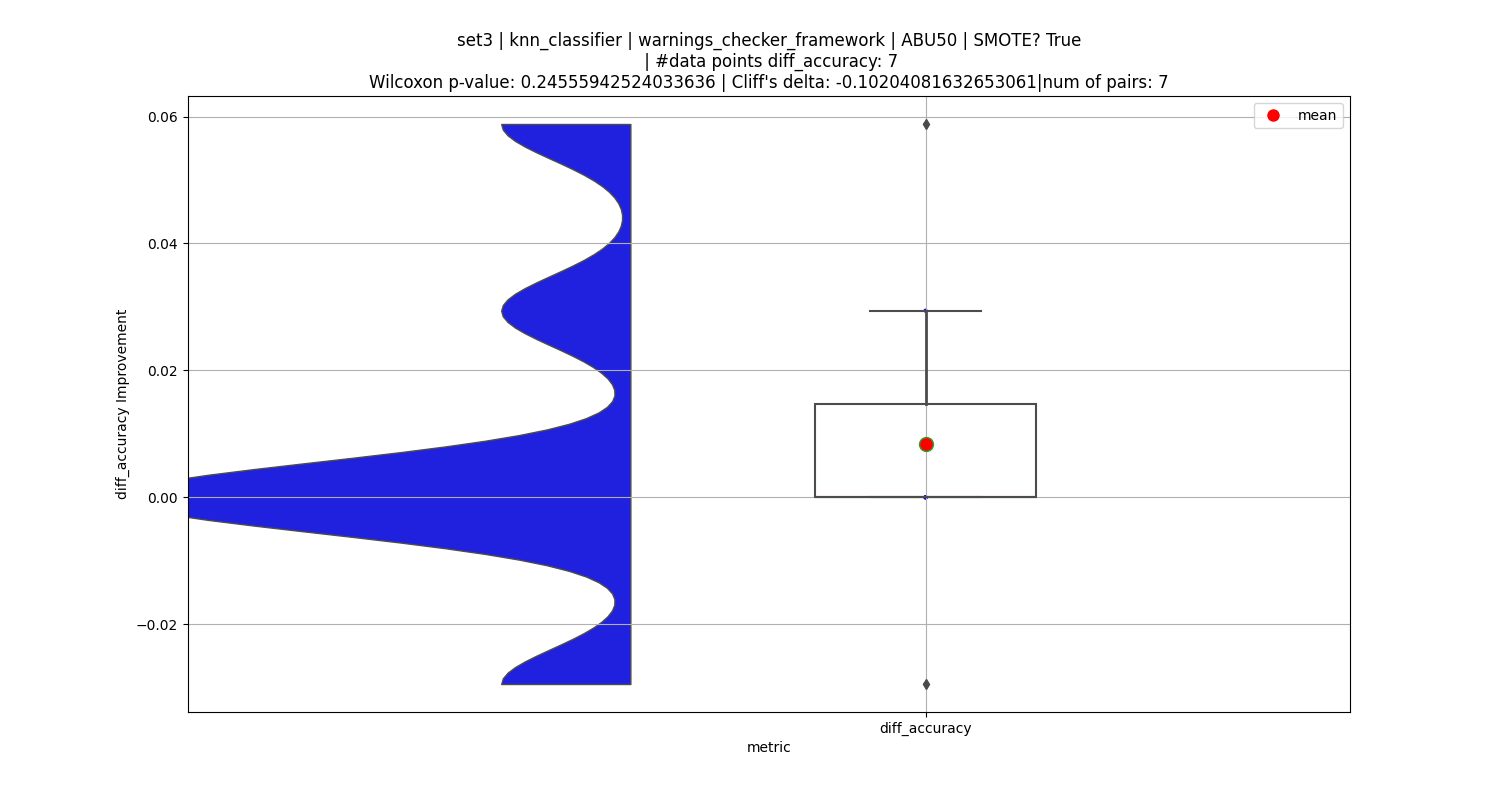 set3 | knn_classifier | warnings_checker_framework | ABU50 | SMOTE? True
| #data points diff_accuracy: 7
Wilcoxon p-value: 0.24555942524033636 | Cliff's delta: -0.10204081632653061|num of pairs: 7
mean
0.06
0.04
0.02
0.00
−0.02
diff_accuracy Improvement
diff_accuracy
metric